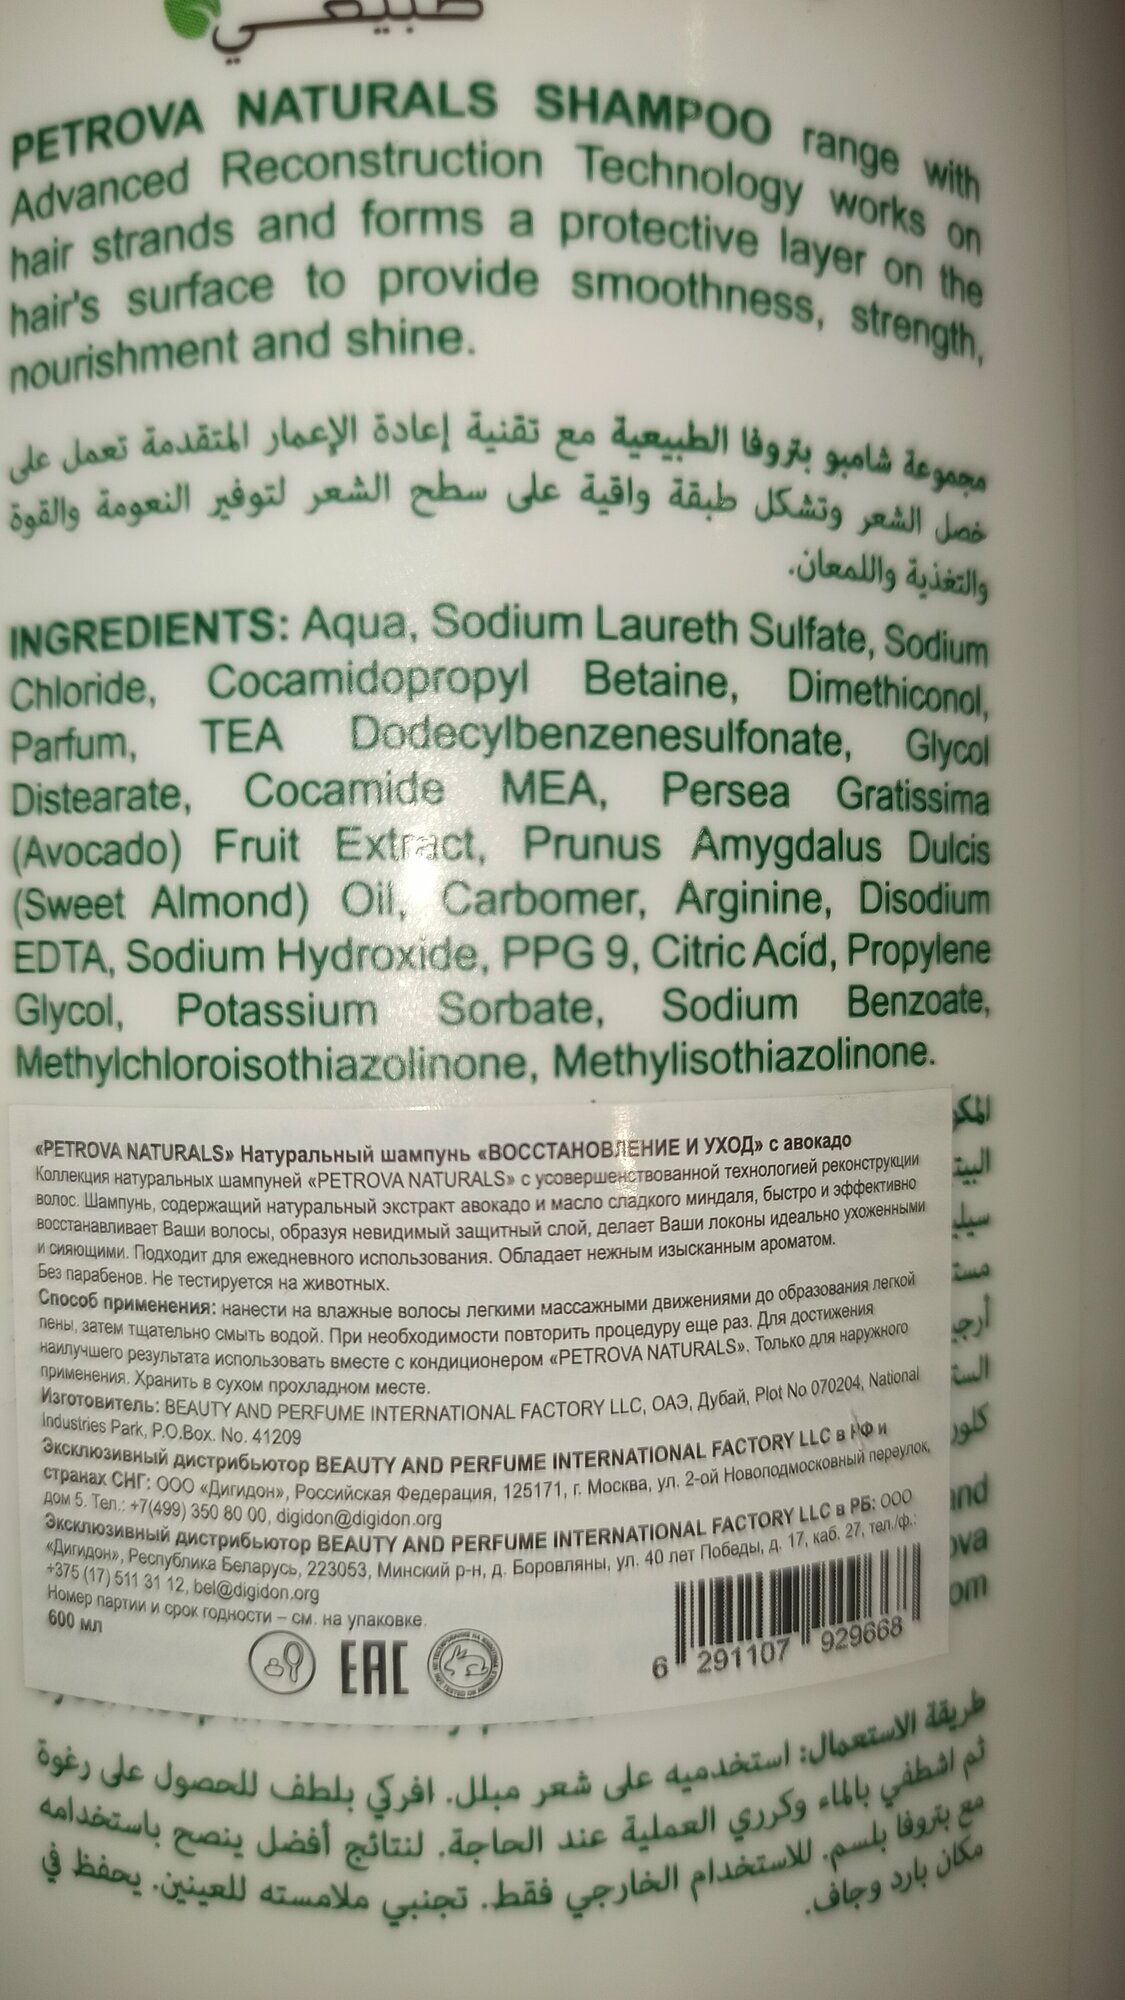 طبيعي
PETROVA NATURALS SHAMPOO range with
Advanced Reconstruction Technology works on
hair strands and forms a protective layer on the
hair's surface to provide smoothness, strength,
nourishment and shine.
مجموعة شامبو بتروفا الطبيعية مع تقنية إعادة الإعمار المتقدمة تعمل على
خصل الشعر وتشكل طبقة واقية على سطح الشعر لتوفير النعومة والقوة
والتغذية واللمعان.
INGREDIENTS: Aqua, Sodium Laureth Sulfate, Sodium
Chloride, Cocamidopropyl Betaine, Dimethiconol,
Parfum, TEA Dodecylbenzenesulfonate, Glycol
Distearate, Cocamide MEA, Persea Gratissima
(Avocado) Fruit Extract, Prunus Amygdalus Dulcis
(Sweet Almond) Oil, Carbomer, Arginine, Disodium
EDTA, Sodium Hydroxide, PPG 9, Citric Acid, Propylene
Glycol, Potassium Sorbate, Sodium Benzoate,
Methylchloroisothiazolinone, Methylisothiazolinone.
«PETROVA NATURALS» Натуральный шампунь «ВОССТАНОВЛЕНИЕ И УХОД» с авокадо
Коллекция натуральных шампуней «PETROVA NATURALS» с усовершенствованной технологией реконструкции
волос. Шампунь, содержащий натуральный экстракт авокадо и масло сладкого миндаля, быстро и эффективно
восстанавливает Ваши волосы, образуя невидимый защитный слой, делает Ваши локоны идеально ухоженными
и сияющими. Подходит для ежедневного использования. Обладает нежным изысканным ароматом.
Без парабенов. Не тестируется на животных.
Способ применения: нанести на влажные волосы легкими массажными движениями до образования легкой
пены, затем тщательно смыть водой. При необходимости повторить процедуру еще раз. Для достижения
наилучшего результата использовать вместе с кондиционером «PETROVA NATURALS». Только для наружного
применения. Хранить в сухом прохладном месте.
Изготовитель: BEAUTY AND PERFUME INTERNATIONAL FACTORY LLC, ОАЭ, Дубай, Plot No 070204, National
Industries Park, P.O.Box. No. 41209
Эксклюзивный дистрибьютор BEAUTY AND PERFUME INTERNATIONAL FACTORY LLC в РФ и
странах СНГ: ООО «Дигидон», Российская Федерация, 125171, г. Москва, ул. 2-ой Новоподмосковный переулок,
дом 5. Тел.: +7(499) 350 80 00, digidon@digidon.org
Эксклюзивный дистрибьютор BEAUTY AND PERFUME INTERNATIONAL FACTORY LLC в РБ: ООО
«Дигидон», Республика Беларусь, 223053, Минский р-н, д. Боровляны, ул. 40 лет Победы, д. 17, каб. 27, тел./ф.:
+375 (17) 511 31 12, bel@digidon.org
Номер партии и срок годности – см. на упаковке.
600 мл
EAC
6 291107 929668
طريقة الاستعمال: استخدميه على شعر مبلل. افركي بلطف للحصول على رغوة
ثم اشطفي بالماء وكرري العملية عند الحاجة. لنتائج أفضل ينصح باستخدامه
مع بتروفا بلسم. للاستخدام الخارجي فقط. تجنبي ملامسته للعينين. يحفظ في
مكان بارد وجاف.